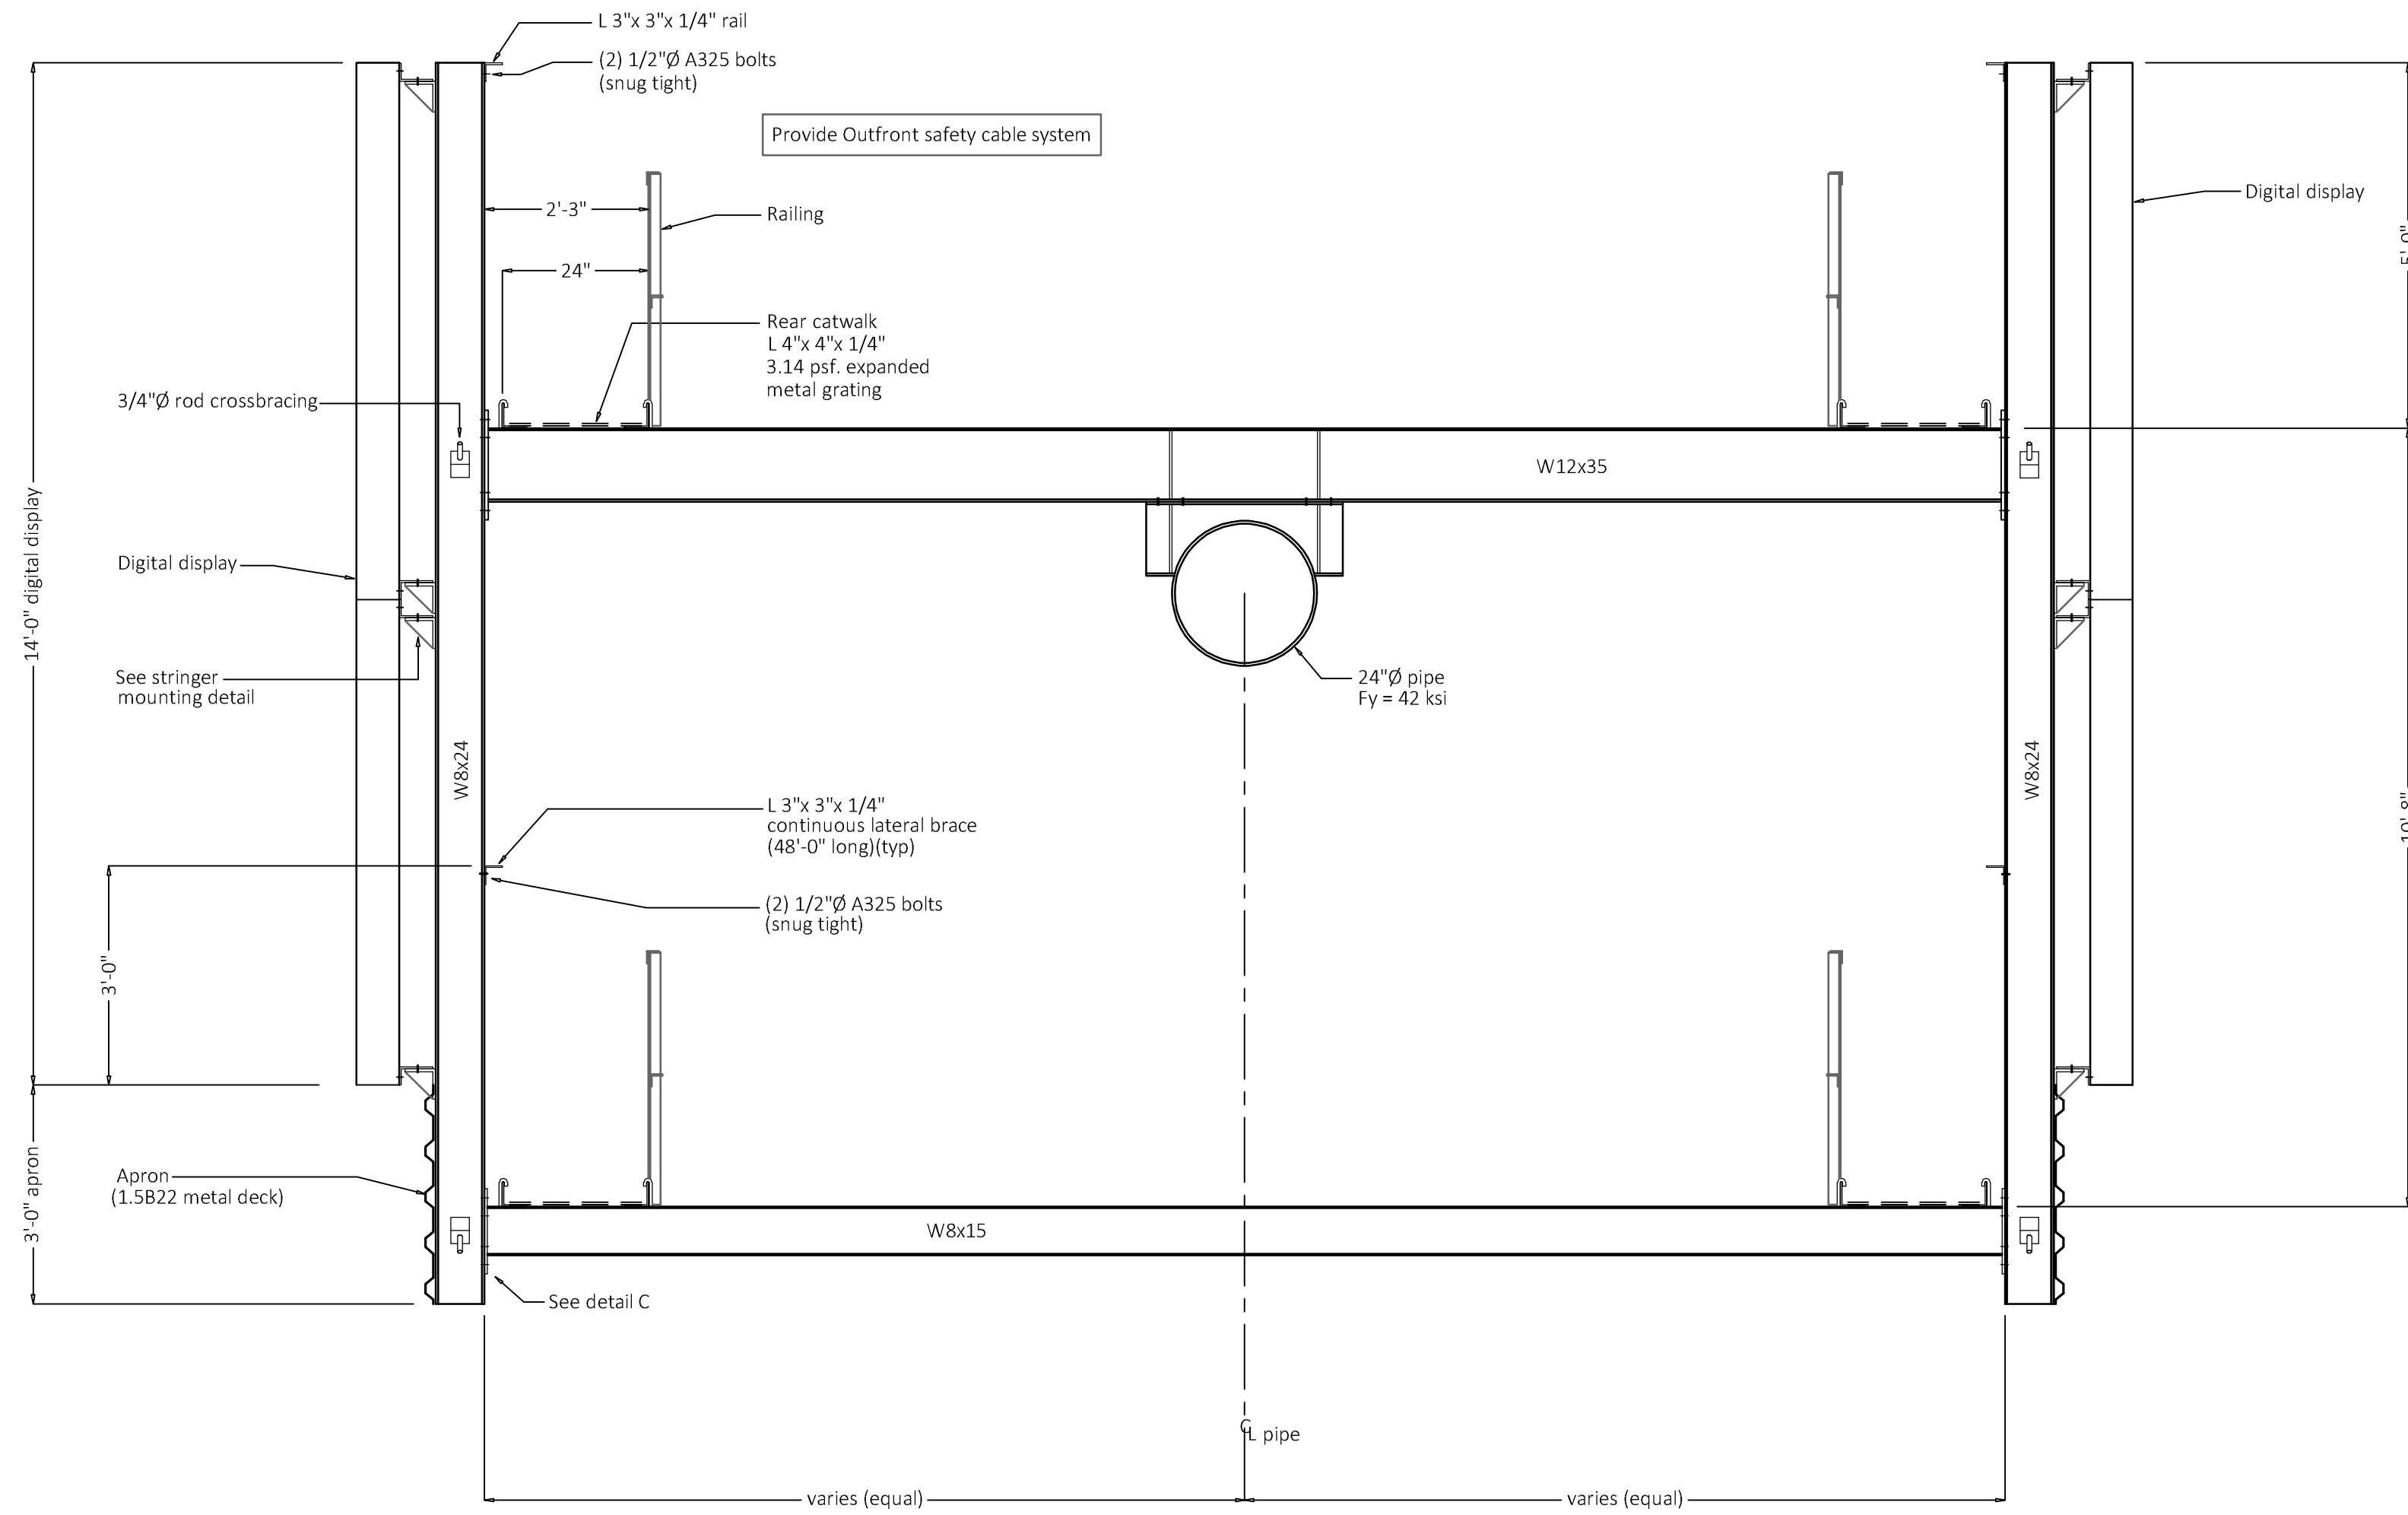 L 3"x 3"x 1/4" rail
(2) 1/2"Ø A325 bolts
(snug tight)
Provide Outfront safety cable system
Digital display
2'-3"
Railing
24"
Rear catwalk
L 4"x 4"x 1/4"
3.14 psf. expanded
metal grating
3/4"Ø rod crossbracing
W12x35
14'-0" digital display
Digital display
See stringer
mounting detail
24"Ø pipe
Fy = 42 ksi
W8x24
W8x24
L 3"x 3"x 1/4"
continuous lateral brace
(48'-0" long)(typ)
(2) 1/2"Ø A325 bolts
(snug tight)
3'-0"
3'-0" apron
Apron
(1.5B22 metal deck)
W8x15
See detail C
CL pipe
varies (equal)
varies (equal)